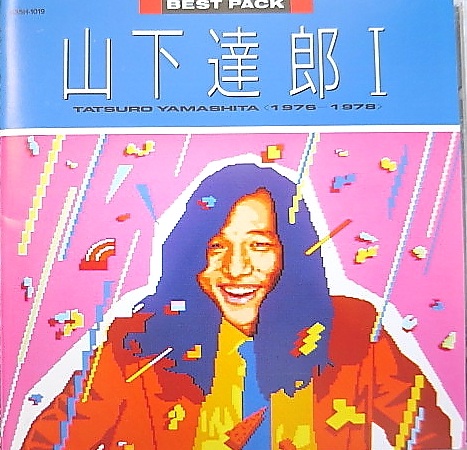 BEST PACK
山下達郎 I
TATSURO YAMASHITA〈1976-1978〉